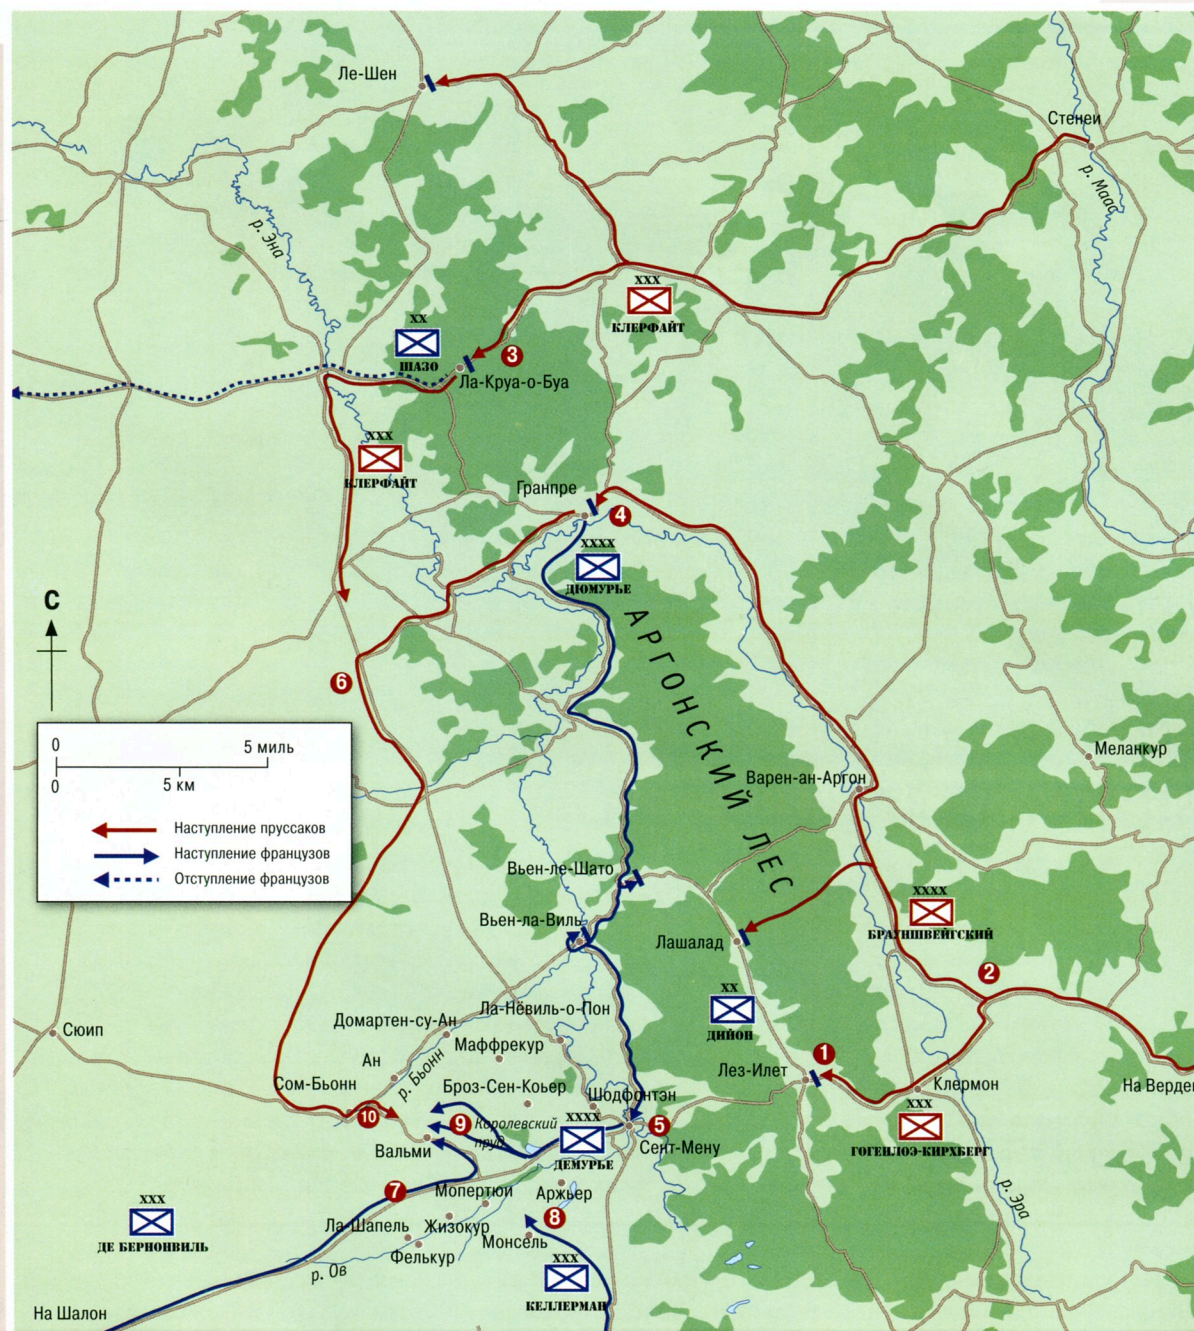 Ле-Шен
Стенеи
р. Маас
р. Эна
XXX
КЛЕРФАЙТ
3
XX
ШАЗО
Ла-Круа-о-Буа
XXX
КЛЕРФАЙТ
Гранпре
4
XXXX
ДЮМУРЬЕ
С
АРГОНСКИЙ ЛЕС
6
0
5 миль
0
5 км
Наступление пруссаков
Наступление французов
Отступление французов
Меланкур
Варен-ан-Аргон
Вьен-ле-Шато
XXXX
БРАУНШВЕЙГСКИЙ
Вьен-ла-Виль
Лашалад
2
XX
ДИЙОН
Ла-Нёвиль-о-Пон
Домартен-су-Ан
Сюип
Маффрекур
1
Ан
р. Бьонн
Лез-Илет
Сом-Бьонн
Броз-Сен-Коьер
Клермон
На Верден
Шодфонтэн
10
9
Королевский
пруд
XXXX
ДЕМУРЬЕ
5
Сент-Мену
XXX
ГОГЕНЛОЭ-КИРХБЕРГ
Вальми
7
Мопертюи
Аржьер
р. Эра
XXX
ДЕ БЕРНОНВИЛЬ
Ла-Шапель
Жизокур
8
Монсель
Фелькур
р. Ов
XXX
КЕЛЛЕРМАН
На Шалон